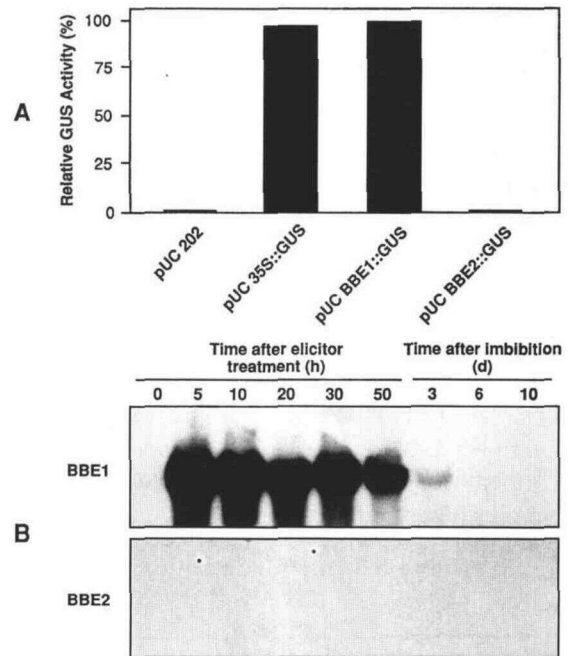 A
Relative GUS Activity (%)
100
75
50
25
0
pUC 202
pUC 35S::GUS
pUC BBE1::GUS
pUC BBE2::GUS
B
Time after elicitor
treatment (h)
Time after imbibition
(d)
0 5 10 20 30 50 3 6 10
BBE1
BBE2